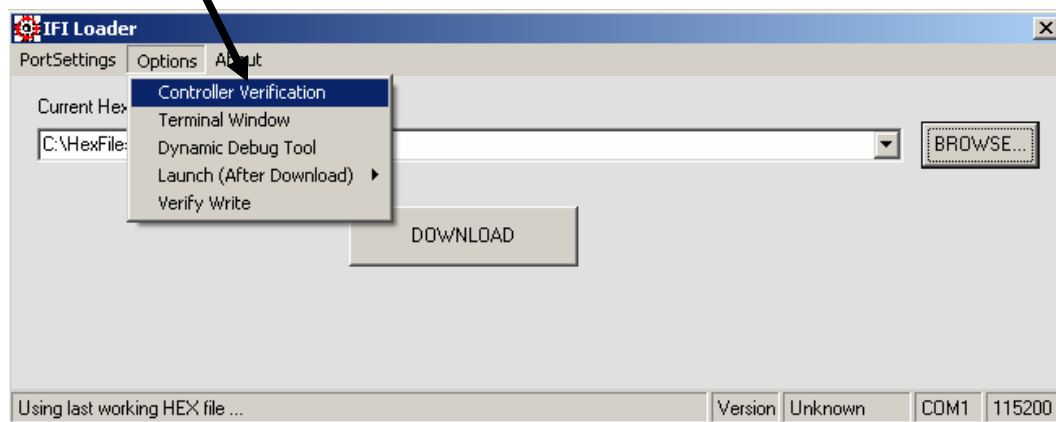 IFI Loader
PortSettings Options About
Controller Verification
Current Hex
Terminal Window
C:\HexFile
Dynamic Debug Tool
BROWSE...
Launch (After Download)
Verify Write
DOWNLOAD
Using last working HEX file ... Version Unknown COM1 115200